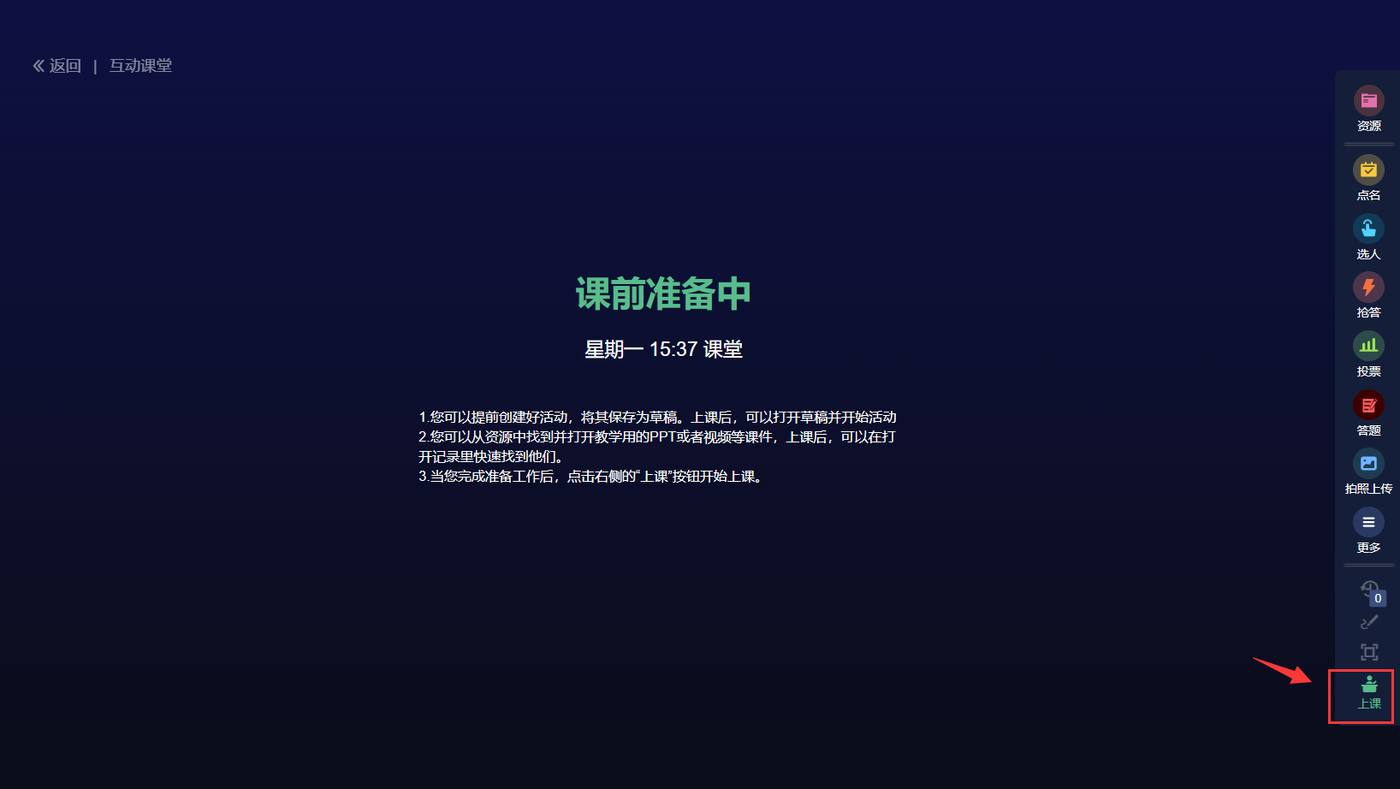 返回 | 互动课堂
资源
点名
选人
抢答
投票
答题
拍照上传
更多
0
上课
课前准备中
星期一 15:37 课堂
1.您可以提前创建好活动，将其保存为草稿。上课后，可以打开草稿并开始活动
2.您可以从资源中找到并打开教学用的PPT或者视频等课件，上课后，可以在打
开记录里快速找到他们。
3.当您完成准备工作后，点击右侧的“上课”按钮开始上课。